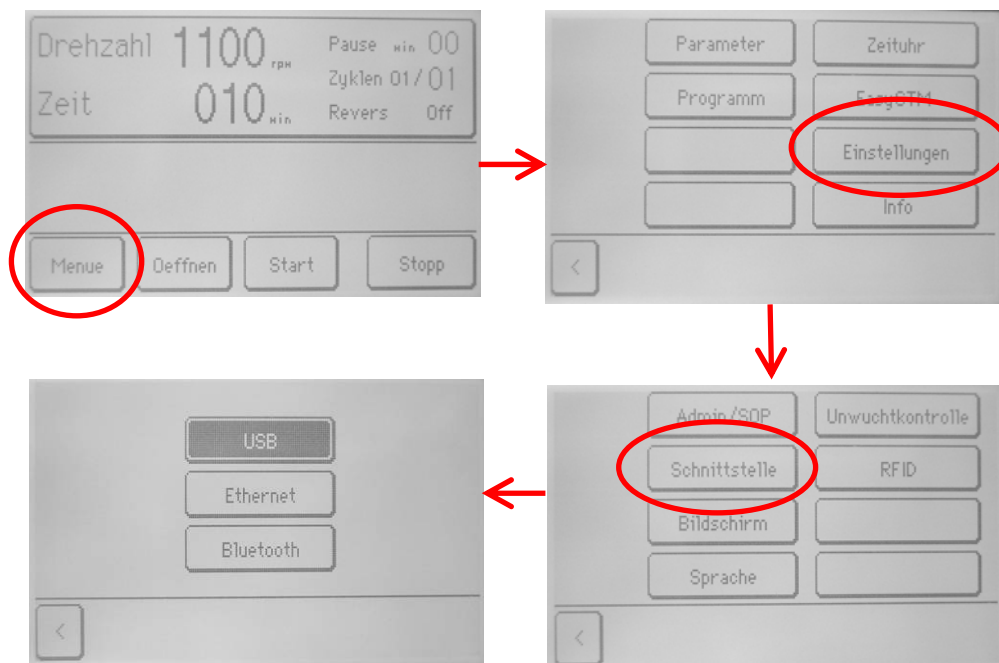 Drehzahl 1100 rpm
Zeit 010 min
Pause min 00
Zyklen 01/01
Revers Off
Menue
Oeffnen
Start
Stopp
Parameter
Zeituhr
Programm
EasyGTM
Einstellungen
Info
<
Admin/SOP
Unwuchtkontrolle
Schnittstelle
RFID
Bildschirm
Sprache
<
USB
Ethernet
Bluetooth
<